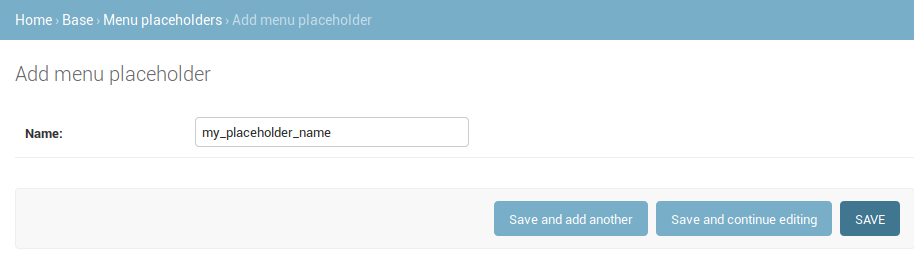 Home › Base › Menu placeholders › Add menu placeholder
Add menu placeholder
Name: my_placeholder_name
Save and add another Save and continue editing SAVE